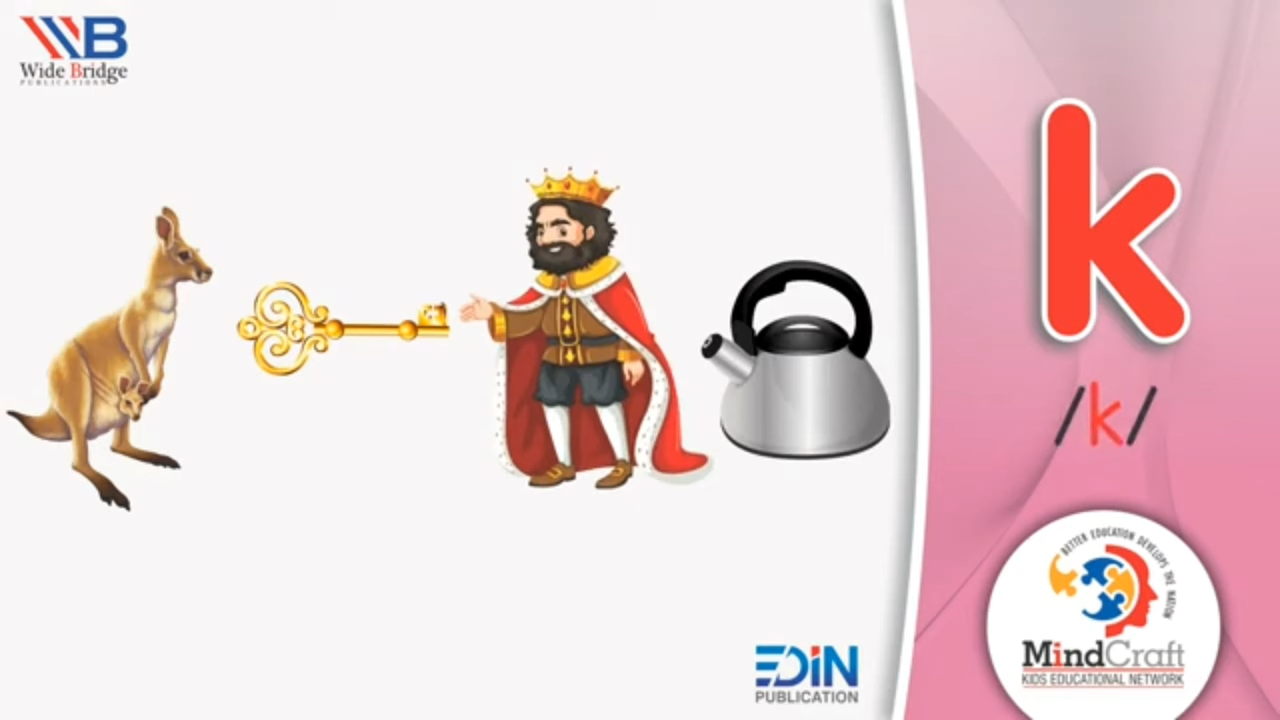 WB
Wide Bridge
PUBLICATIONS
k
/k/
BETTER EDUCATION DEVELOPS THE NATION
MindCraft
KIDS EDUCATIONAL NETWORK
EDiN
PUBLICATION